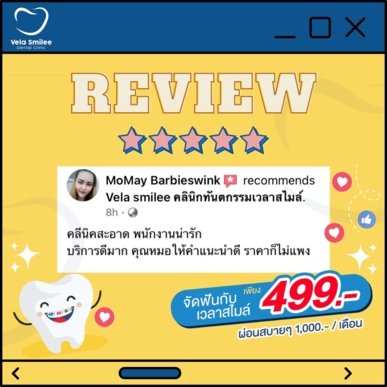 Vela Smilee
Dental Clinic
REVIEW
MoMay Barbieswink recommends
Vela smilee คลินิกทันตกรรมเวลาสไมล์.
8h ·
คลีนิคสะอาด พนักงานน่ารัก
บริการดีมาก คุณหมอให้คำแนะนำดี ราคาก็ไม่แพง
จัดฟันกับ
เวลาสไมล์
เพียง
499.-
ผ่อนสบายๆ 1,000.- / เดือน